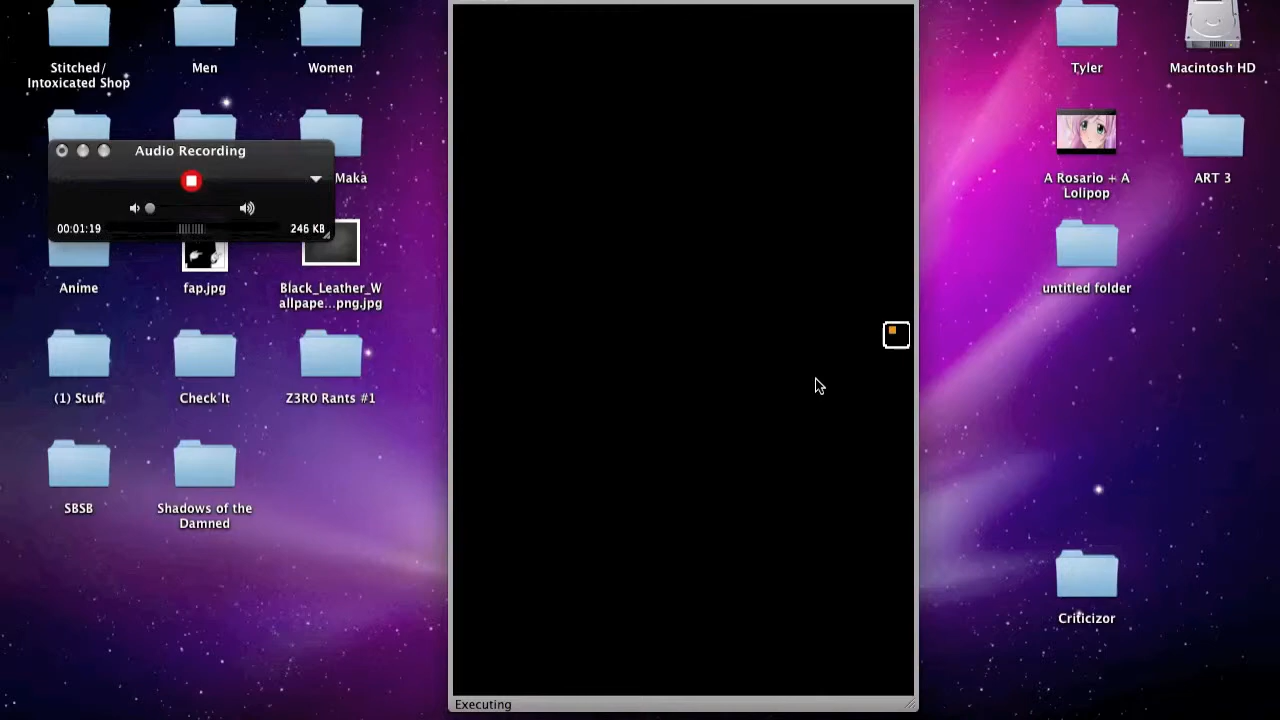 Stitched/
Intoxicated Shop
Men
Women
Tyler
Macintosh HD
Audio Recording
00:01:19
246 KB
Maka
A Rosario + A
Lolipop
ART 3
Anime
fap.jpg
Black_Leather_W
allpape...png.jpg
untitled folder
(1) Stuff
Check It
Z3R0 Rants #1
SBSB
Shadows of the
Damned
Criticizor
Executing